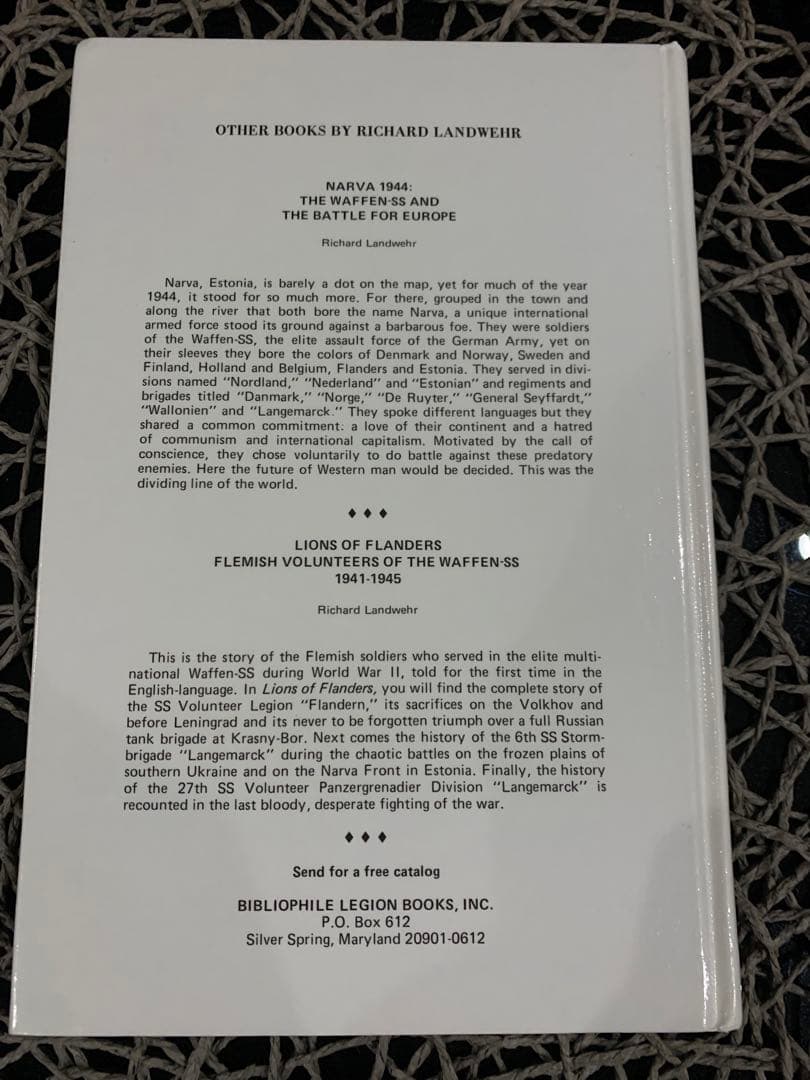 OTHER BOOKS BY RICHARD LANDWEHR
NARVA 1944:
THE WAFFEN-SS AND
THE BATTLE FOR EUROPE
Richard Landwehr
Narva, Estonia, is barely a dot on the map, yet for much of the year
1944, it stood for so much more. For there, grouped in the town and
along the river that both bore the name Narva, a unique international
armed force stood its ground against a barbarous foe. They were soldiers
of the Waffen-SS, the elite assault force of the German Army, yet on
their sleeves they bore the colors of Denmark and Norway, Sweden and
Finland, Holland and Belgium, Flanders and Estonia. They served in divi-
sions named "Nordland," "Nederland" and "Estonian" and regiments and
brigades titled "Danmark," "Norge," "De Ruyter," "General Seyffardt,"
"Wallonien" and "Langemarck." They spoke different languages but they
shared a common commitment: a love of their continent and a hatred
of communism and international capitalism. Motivated by the call of
conscience, they chose voluntarily to do battle against these predatory
enemies. Here the future of Western man would be decided. This was the
dividing line of the world.
♦ ♦ ♦
LIONS OF FLANDERS
FLEMISH VOLUNTEERS OF THE WAFFEN-SS
1941-1945
Richard Landwehr
This is the story of the Flemish soldiers who served in the elite multi-
national Waffen-SS during World War II, told for the first time in the
English-language. In Lions of Flanders, you will find the complete story of
the SS Volunteer Legion "Flandern," its sacrifices on the Volkhov and
before Leningrad and its never to be forgotten triumph over a full Russian
tank brigade at Krasny-Bor. Next comes the history of the 6th SS Storm-
brigade "Langemarck" during the chaotic battles on the frozen plains of
southern Ukraine and on the Narva Front in Estonia. Finally, the history
of the 27th SS Volunteer Panzergrenadier Division "Langemarck" is
recounted in the last bloody, desperate fighting of the war.
♦ ♦ ♦
Send for a free catalog
BIBLIOPHILE LEGION BOOKS, INC.
P.O. Box 612
Silver Spring, Maryland 20901-0612